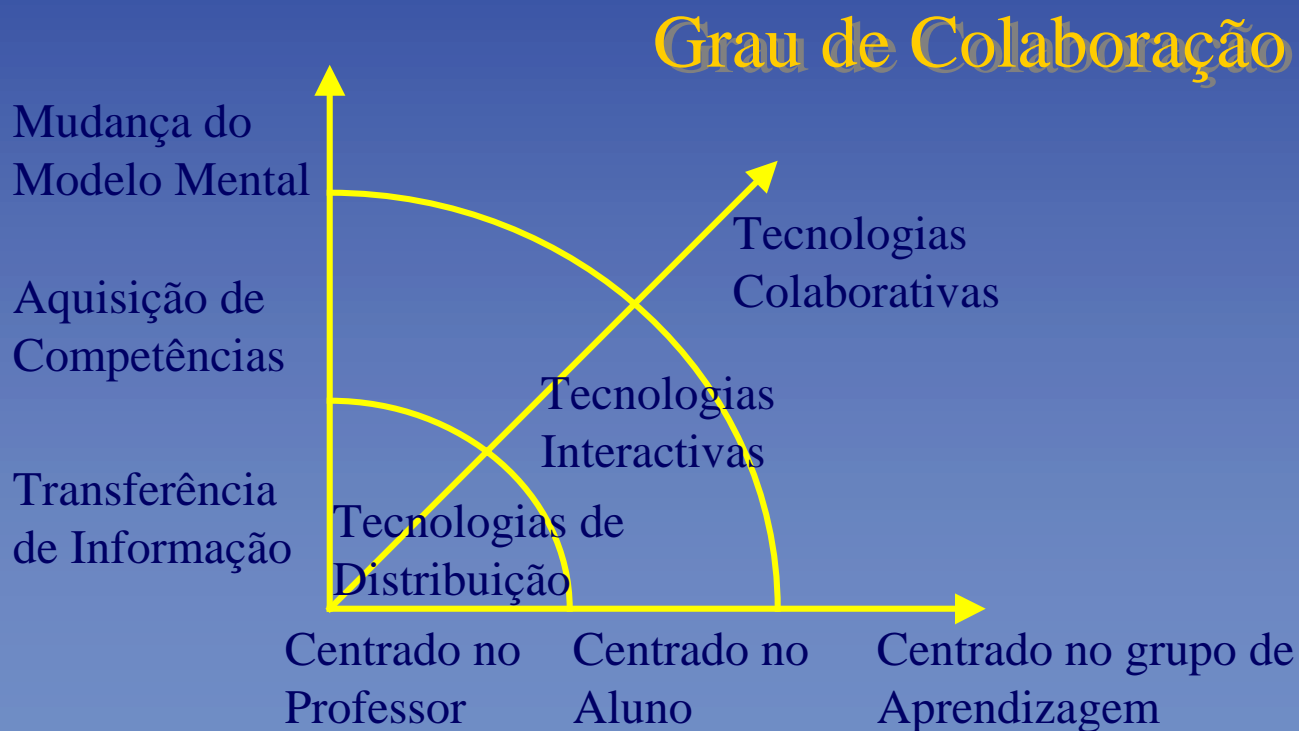 Grau de Colaboração
Mudança do
Modelo Mental
Aquisição de
Competências
Transferência
de Informação
Tecnologias
Colaborativas
Tecnologias
Interactivas
Tecnologias de
Distribuição
Centrado no
Professor
Centrado no
Aluno
Centrado no grupo de
Aprendizagem